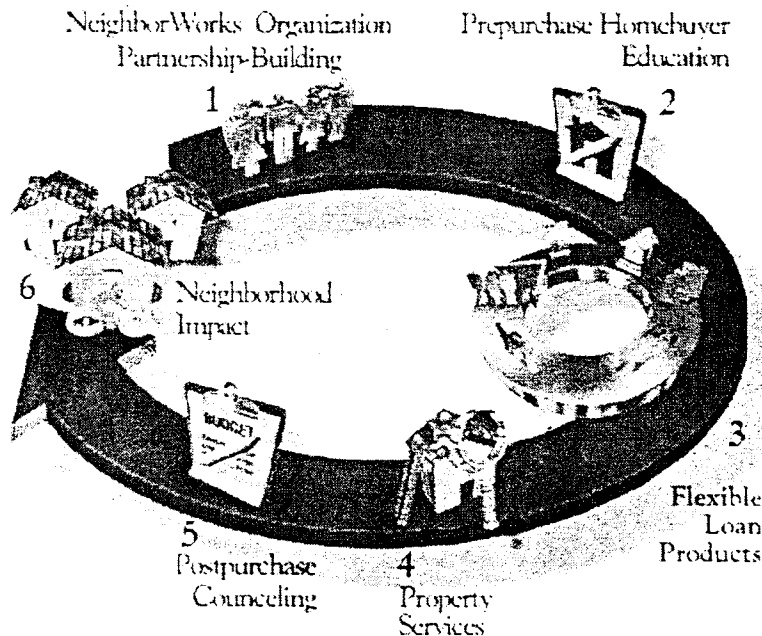 NeighborWorks Organization
Partnership-Building
1
Prepurchase Homebuyer
Education
2
3
Flexible
Loan
Products
4
Property
Services
5
Postpurchase
Counceling
BUDGET
6
Neighborhood
Impact